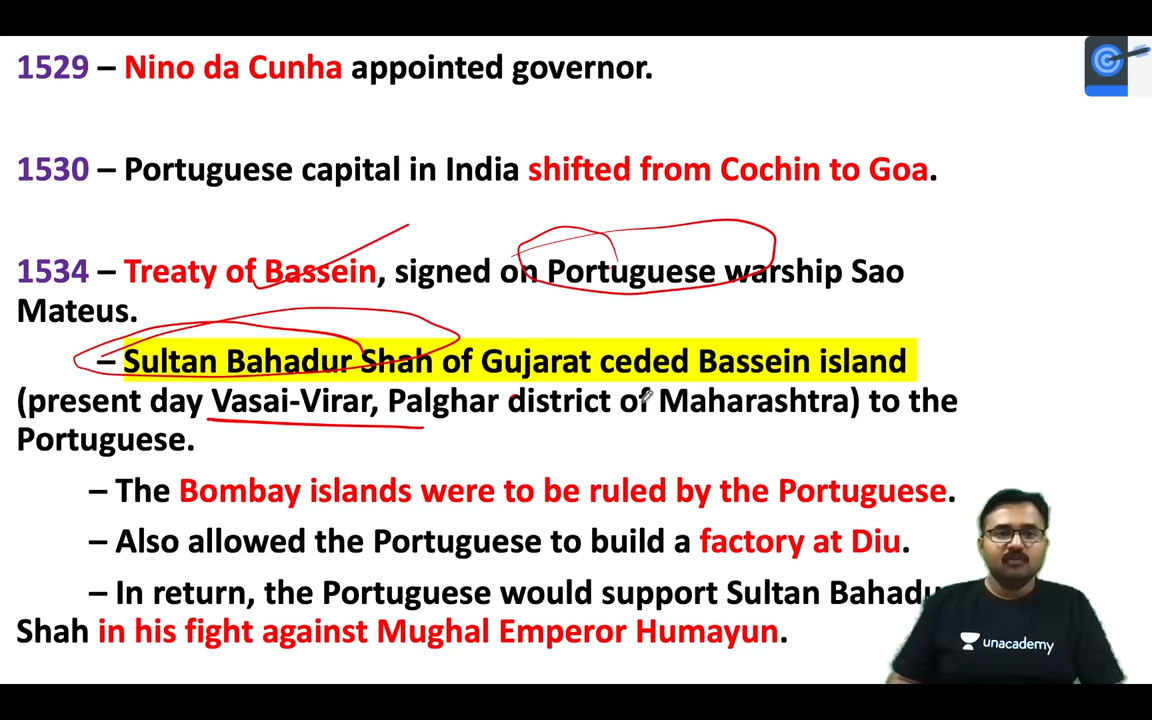 1529 – Nino da Cunha appointed governor.
1530 – Portuguese capital in India shifted from Cochin to Goa.
1534 – Treaty of Bassein, signed on Portuguese warship Sao
Mateus.
– Sultan Bahadur Shah of Gujarat ceded Bassein island
(present day Vasai-Virar, Palghar district of Maharashtra) to the
Portuguese.
– The Bombay islands were to be ruled by the Portuguese.
– Also allowed the Portuguese to build a factory at Diu.
– In return, the Portuguese would support Sultan Bahadu
Shah in his fight against Mughal Emperor Humayun.
unacademy